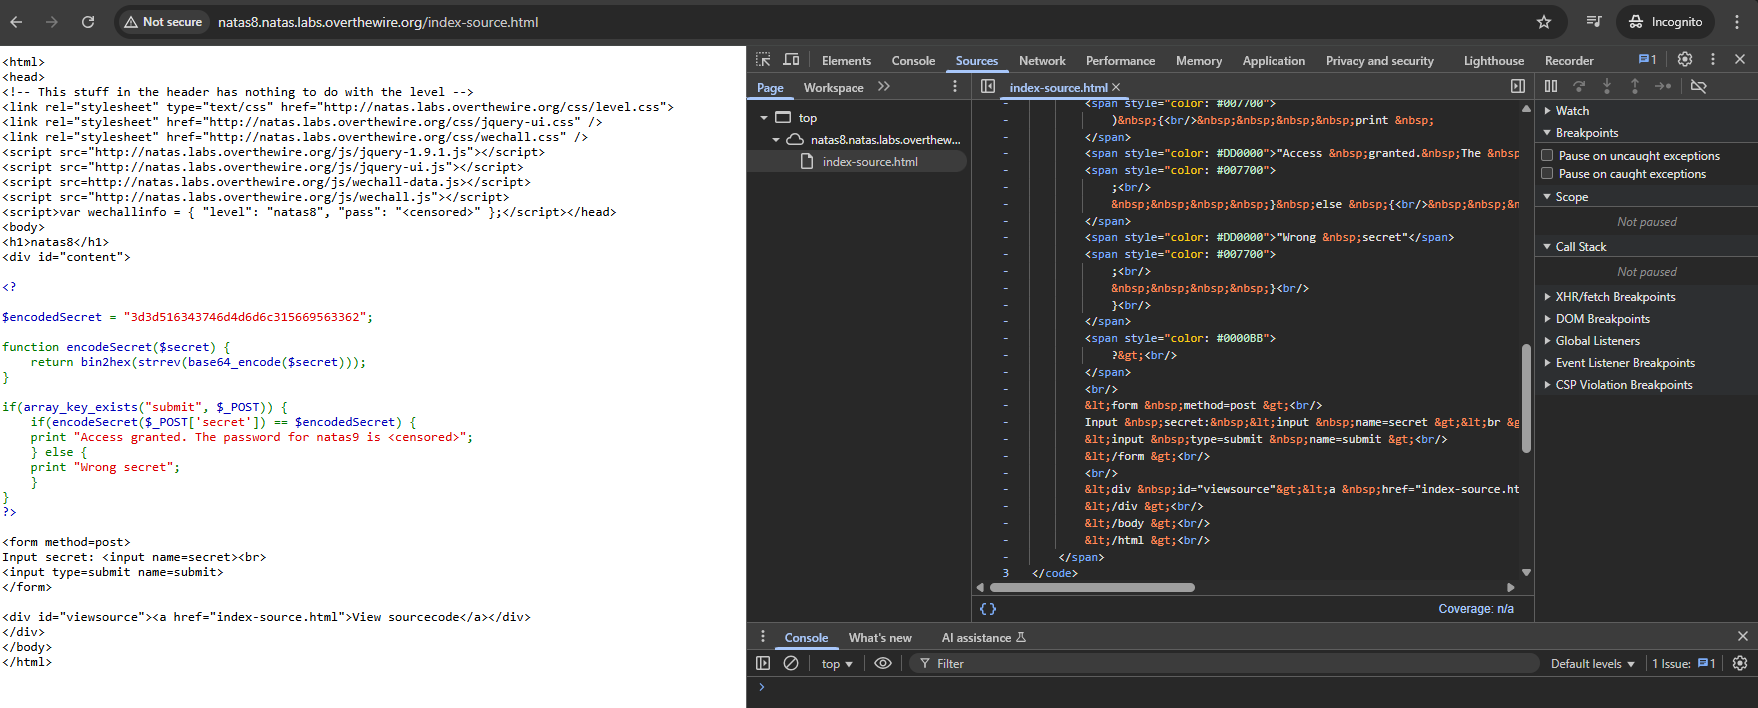 Not secure natas8.natas.labs.overthewire.org/index-source.html Incognito
<html>
<head>
<!-- This stuff in the header has nothing to do with the level -->
<link rel="stylesheet" type="text/css" href="http://natas.labs.overthewire.org/css/level.css">
<link rel="stylesheet" href="http://natas.labs.overthewire.org/css/jquery-ui.css" />
<link rel="stylesheet" href="http://natas.labs.overthewire.org/css/wechall.css" />
<script src="http://natas.labs.overthewire.org/js/jquery-1.9.1.js"></script>
<script src="http://natas.labs.overthewire.org/js/jquery-ui.js"></script>
<script src=http://natas.labs.overthewire.org/js/wechall-data.js></script>
<script src="http://natas.labs.overthewire.org/js/wechall.js"></script>
<script>var wechallinfo = { "level": "natas8", "pass": "<censored>" };</script></head>
<body>
<h1>natas8</h1>
<div id="content">
<?
$encodedSecret = "3d3d516343746d4d6d6c315669563362";
function encodeSecret($secret) {
    return bin2hex(strrev(base64_encode($secret)));
}
if(array_key_exists("submit", $_POST)) {
    if(encodeSecret($_POST['secret']) == $encodedSecret) {
    print "Access granted. The password for natas9 is <censored>";
    } else {
    print "Wrong secret";
    }
}
?>
<form method=post>
Input secret: <input name=secret><br>
<input type=submit name=submit>
</form>
<div id="viewsource"><a href="index-source.html">View sourcecode</a></div>
</div>
</body>
</html>
Elements Console Sources Network Performance Memory Application Privacy and security Lighthouse Recorder 1
Page Workspace
top
natas8.natas.labs.overthew...
index-source.html
index-source.html
<span style="color: #007700">
)&nbsp;{<br/>&nbsp;&nbsp;&nbsp;&nbsp;print &nbsp;
</span>
<span style="color: #DD0000">"Access &nbsp;granted.&nbsp;The &nbsp
<span style="color: #007700">
;<br/>
&nbsp;&nbsp;&nbsp;&nbsp;}&nbsp;else &nbsp;{<br/>&nbsp;&nbsp;&n
</span>
<span style="color: #DD0000">"Wrong &nbsp;secret"</span>
<span style="color: #007700">
;<br/>
&nbsp;&nbsp;&nbsp;&nbsp;}<br/>
}<br/>
</span>
<span style="color: #0000BB">
?&gt;<br/>
</span>
<br/>
&lt;form &nbsp;method=post &gt;<br/>
Input &nbsp;secret:&nbsp;&lt;input &nbsp;name=secret &gt;&lt;br &g
&lt;input &nbsp;type=submit &nbsp;name=submit &gt;<br/>
&lt;/form &gt;<br/>
<br/>
&lt;div &nbsp;id="viewsource"&gt;&lt;a &nbsp;href="index-source.ht
&lt;/div &gt;<br/>
&lt;/body &gt;<br/>
&lt;/html &gt;<br/>
</span>
3 </code>
{} Coverage: n/a
Watch
Breakpoints
Pause on uncaught exceptions
Pause on caught exceptions
Scope
Not paused
Call Stack
Not paused
XHR/fetch Breakpoints
DOM Breakpoints
Global Listeners
Event Listener Breakpoints
CSP Violation Breakpoints
Console What's new AI assistance
top Filter Default levels 1 Issue: 1